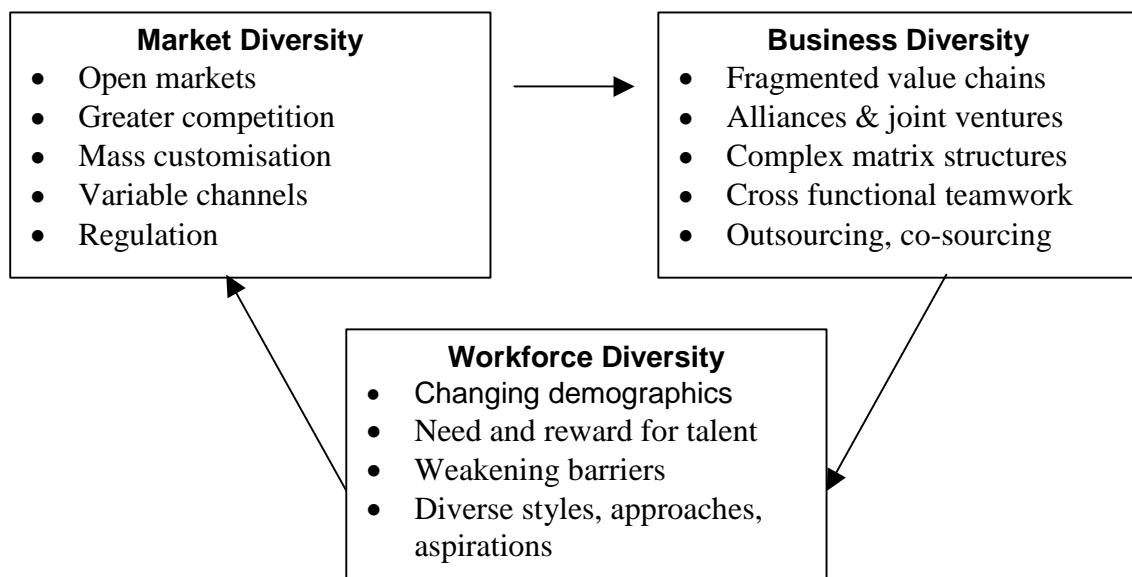 Market Diversity
• Open markets
• Greater competition
• Mass customisation
• Variable channels
• Regulation
Business Diversity
• Fragmented value chains
• Alliances & joint ventures
• Complex matrix structures
• Cross functional teamwork
• Outsourcing, co-sourcing
Workforce Diversity
• Changing demographics
• Need and reward for talent
• Weakening barriers
• Diverse styles, approaches,
aspirations